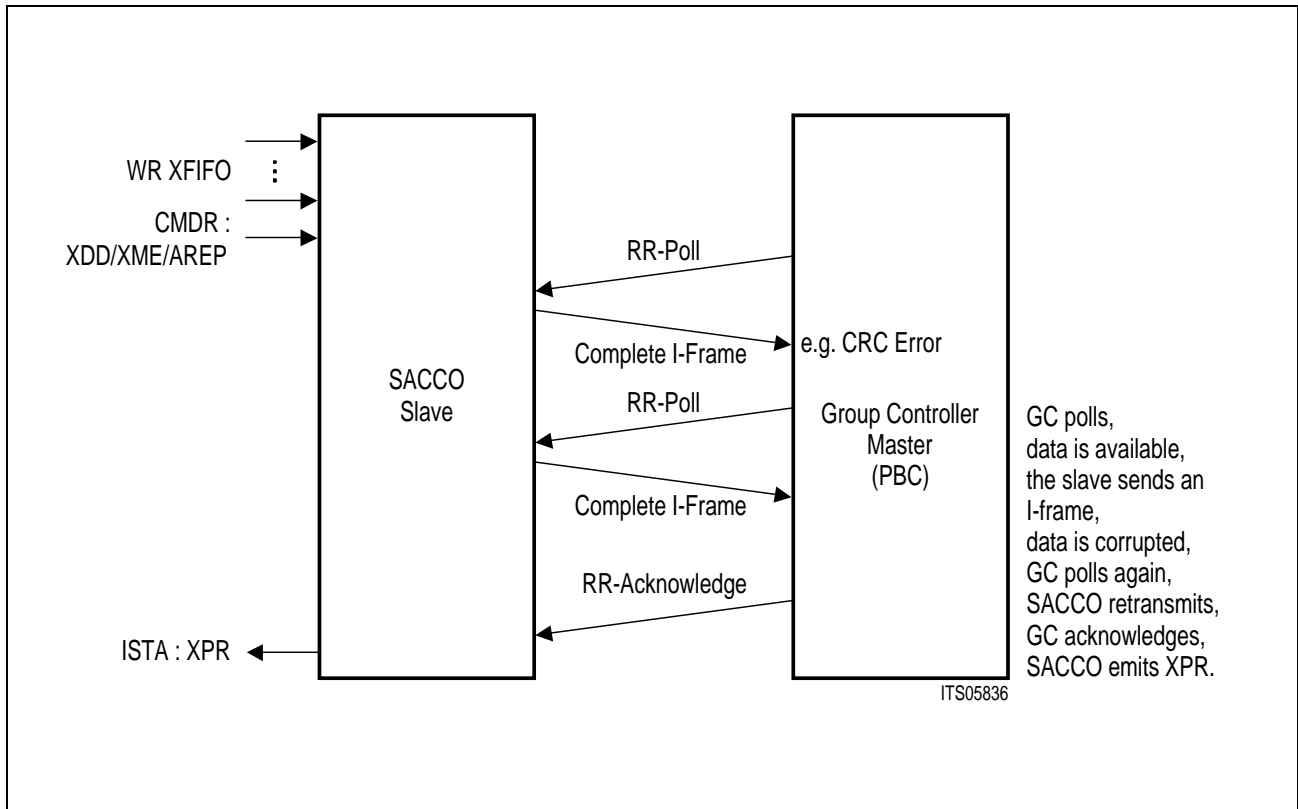 WR XFIFO
CMDR :
XDD/XME/AREP
RR-Poll
Complete I-Frame
e.g. CRC Error
SACCO
Slave
RR-Poll
Group Controller
Master
(PBC)
Complete I-Frame
RR-Acknowledge
ISTA : XPR
GC polls,
data is available,
the slave sends an
I-frame,
data is corrupted,
GC polls again,
SACCO retransmits,
GC acknowledges,
SACCO emits XPR.
ITS05836